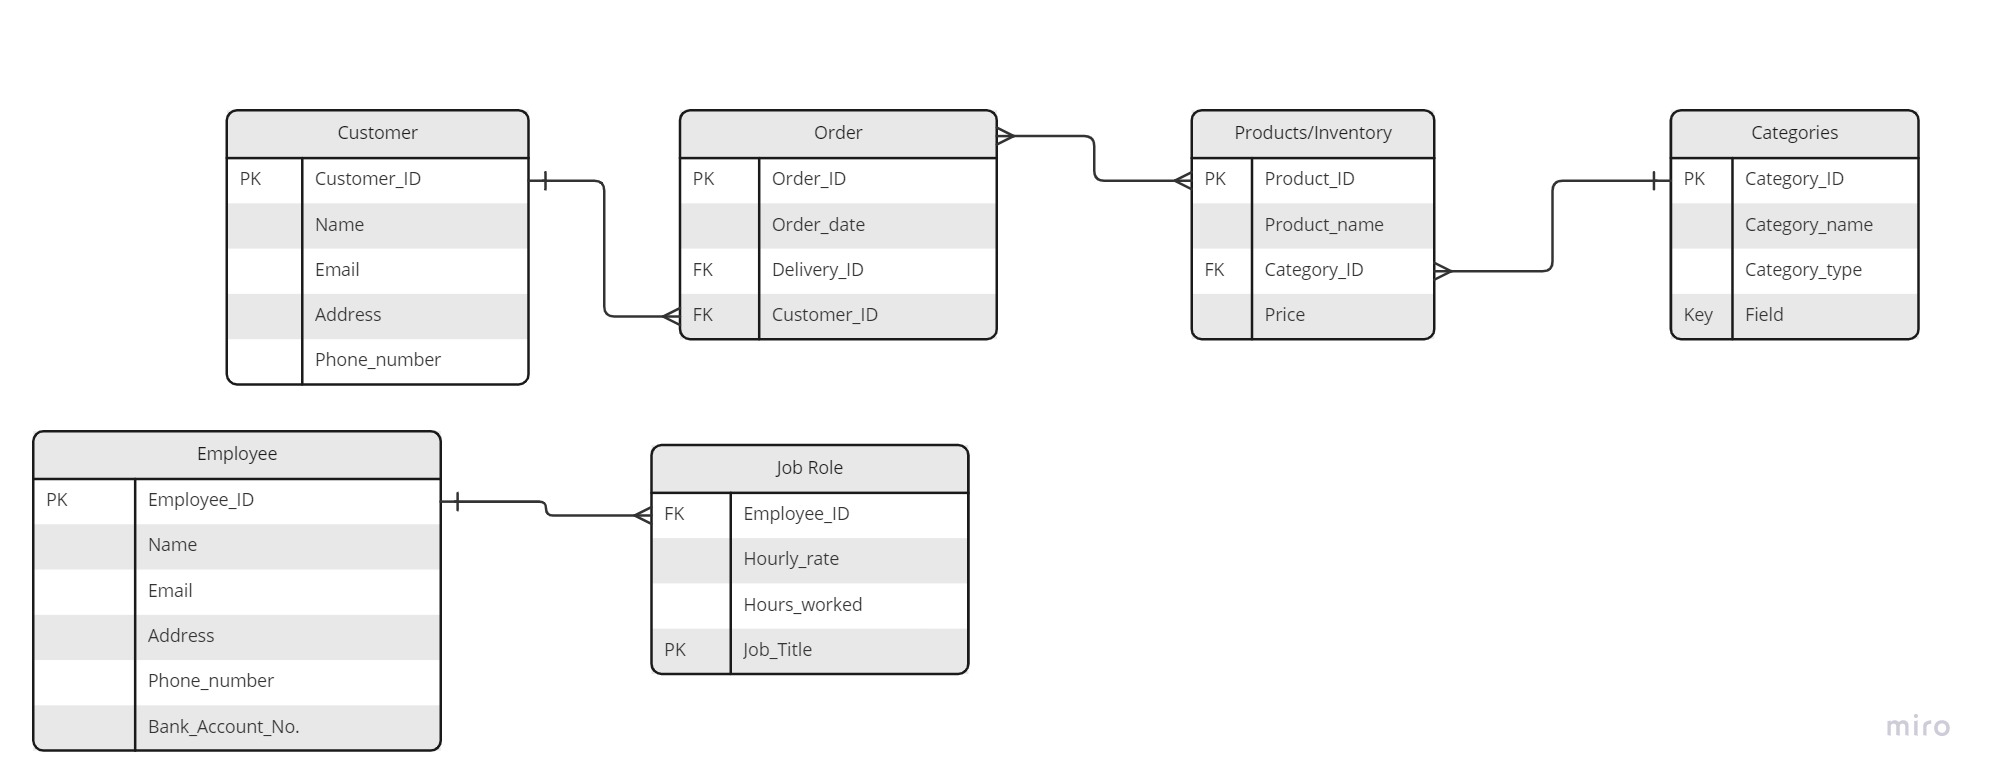 Customer
PK Customer_ID
Name
Email
Address
Phone_number
Order
PK Order_ID
Order_date
FK Delivery_ID
FK Customer_ID
Products/Inventory
PK Product_ID
Product_name
FK Category_ID
Price
Categories
PK Category_ID
Category_name
Category_type
Key Field
Employee
PK Employee_ID
Name
Email
Address
Phone_number
Bank_Account_No.
Job Role
FK Employee_ID
Hourly_rate
Hours_worked
PK Job_Title
miro